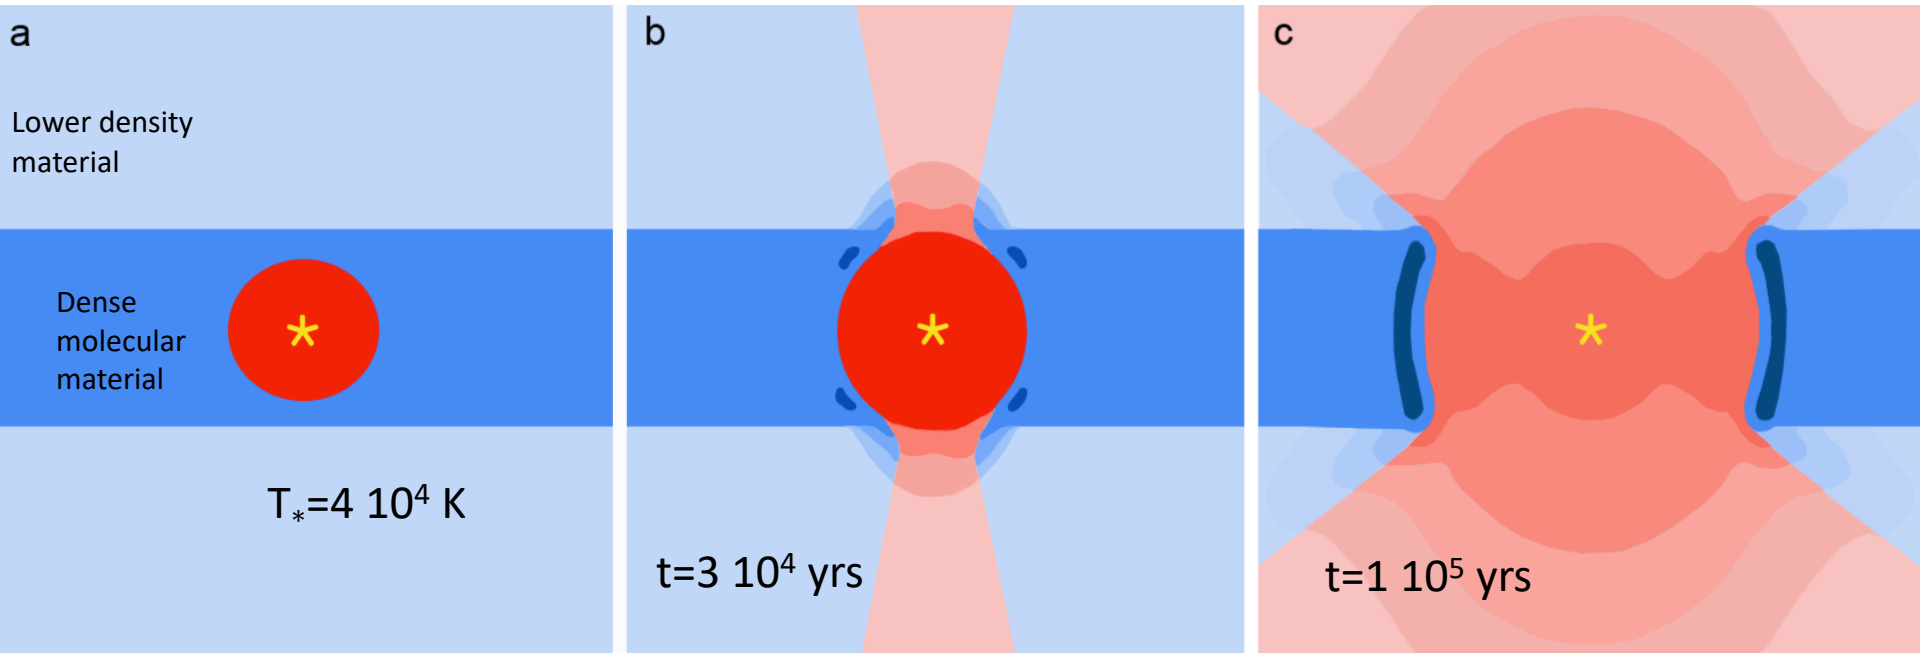 a
Lower density
material
Dense
molecular
material
T*=4 10⁴ K
b
t=3 10⁴ yrs
c
t=1 10⁵ yrs